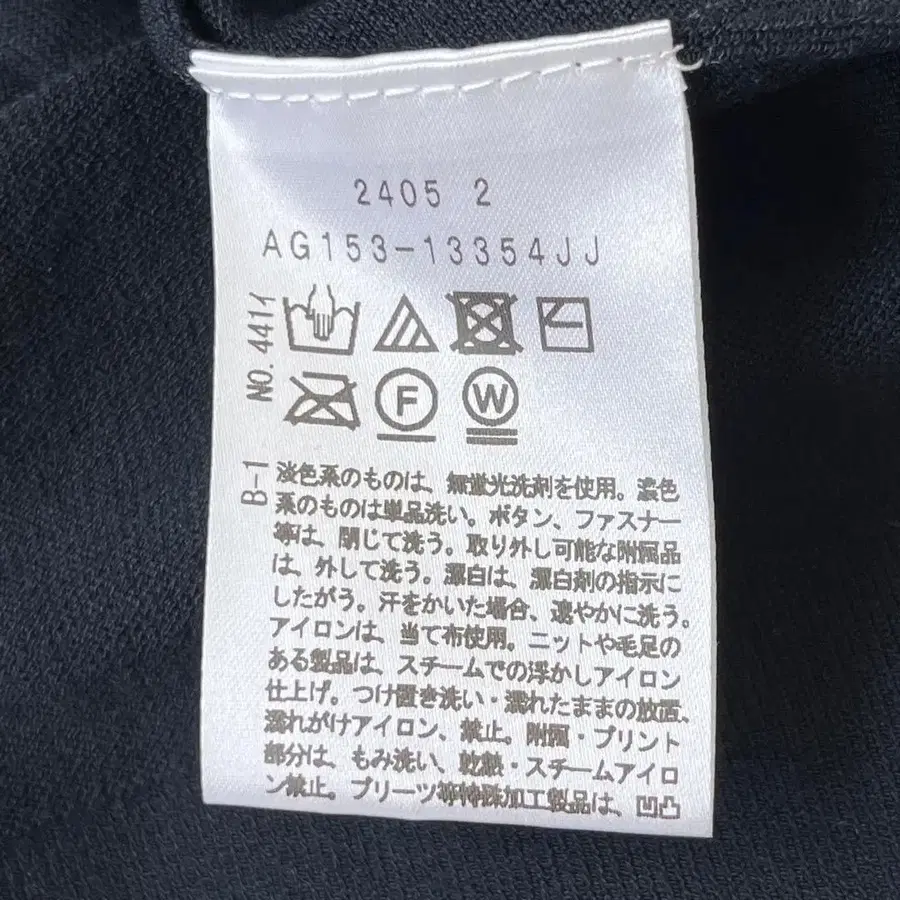 2405 2
AG153-13354JJ
NO. 441イ
F
W
B-1
淡色系のものは、無蛍光洗剤を使用。濃色
系のものは単品洗い。ボタン、ファスナー
等は、閉じて洗う。取り外し可能な附属品
は、外して洗う。漂白は、漂白剤の指示に
したがう。汗をかいた場合、速やかに洗う。
アイロンは、当て布使用。ニットや毛足の
ある製品は、スチームでの浮かしアイロン
仕上げ。つけ置き洗い・濡れたままの放置、
濡れがけアイロン、禁止。附属・プリント
部分は、もみ洗い、乾燥・スチームアイロ
ン禁止。プリーツ等特殊加工製品は、凹凸